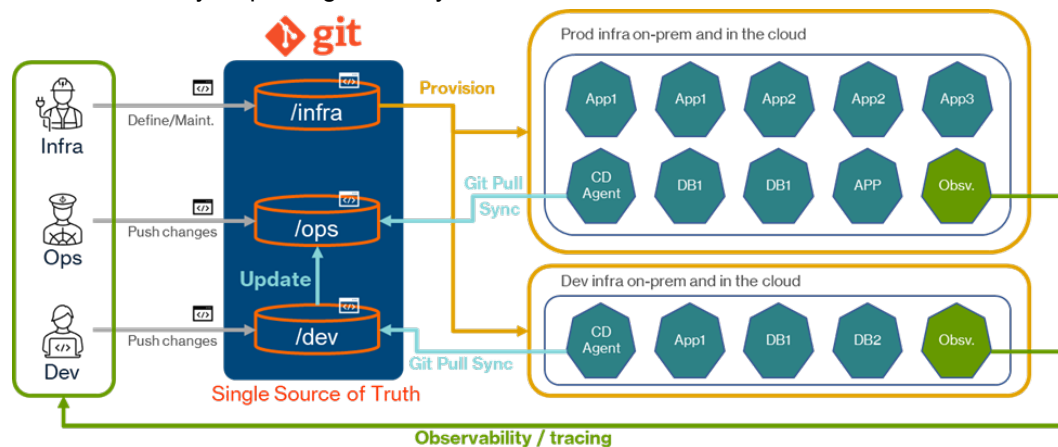 git
Infra
Define/Maint.
/infra
Provision
Ops
Push changes
/ops
Update
Dev
Push changes
/dev
Single Source of Truth
Git Pull
Sync
Git Pull Sync
Prod infra on-prem and in the cloud
App1
App1
App2
App2
App3
CD
Agent
DB1
DB1
APP
Obsv.
Dev infra on-prem and in the cloud
CD
Agent
App1
DB1
DB2
Obsv.
Observability / tracing